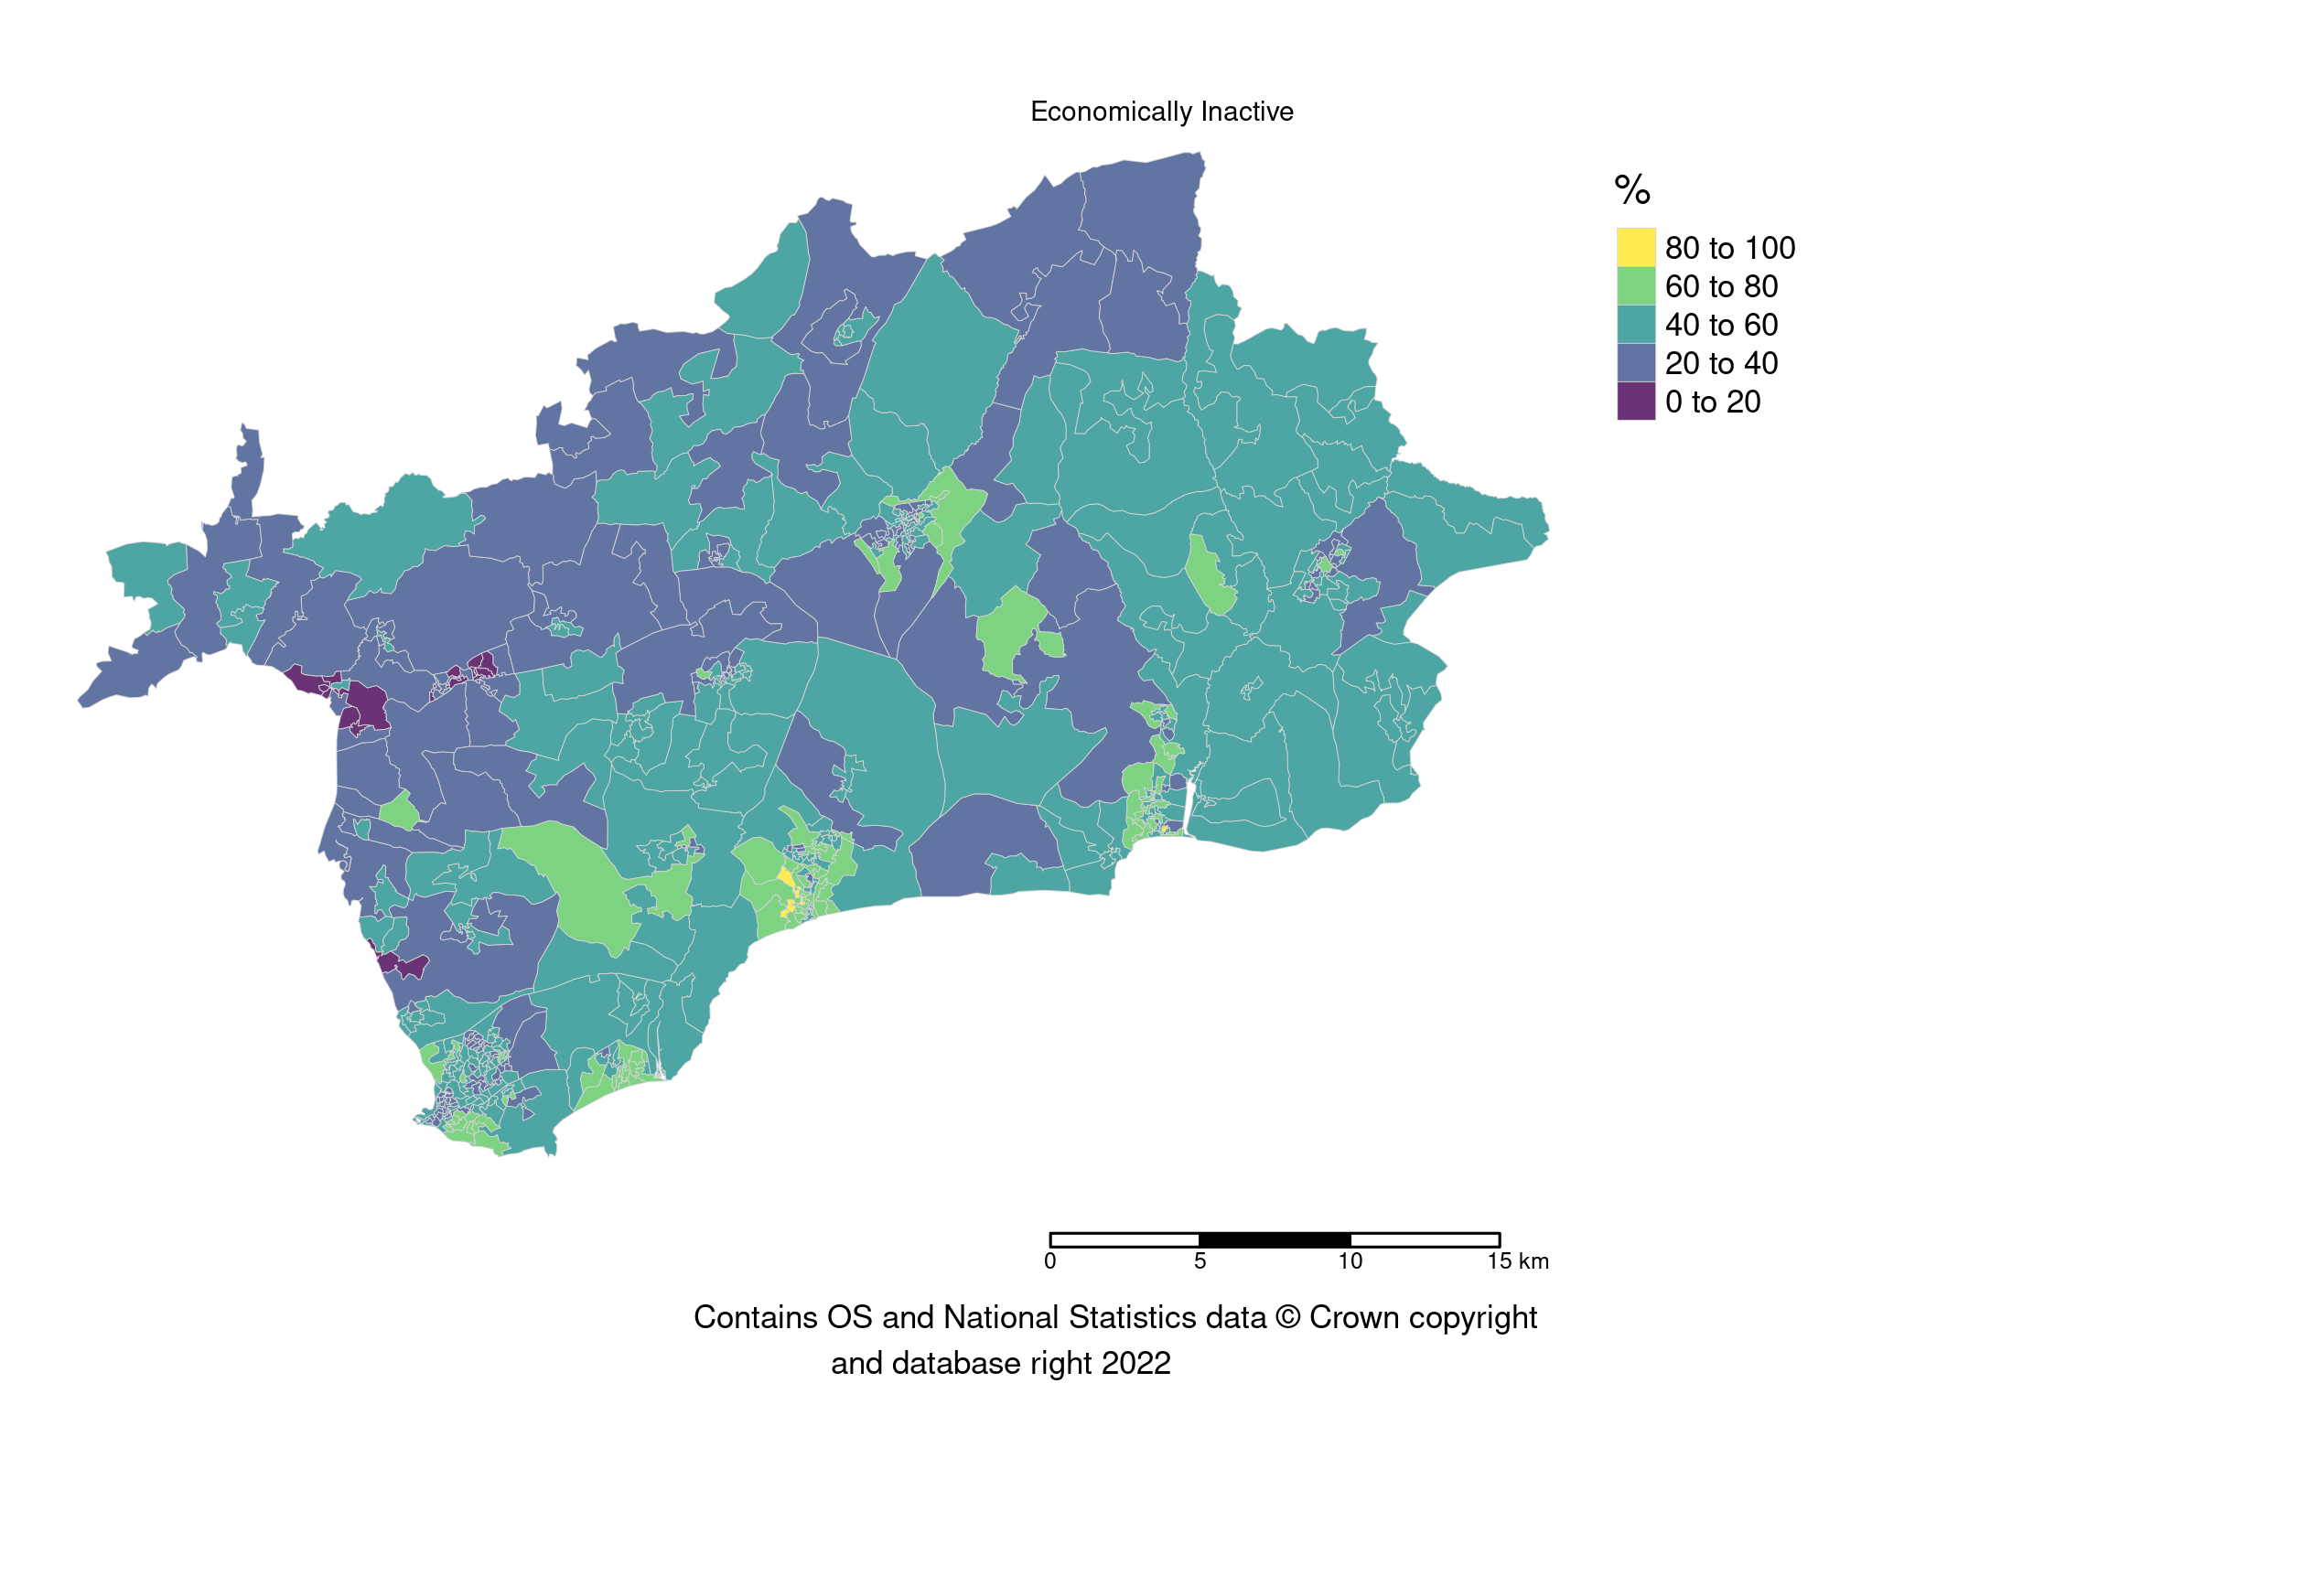 Economically Inactive
%
80 to 100
60 to 80
40 to 60
20 to 40
0 to 20
0 5 10 15 km
Contains OS and National Statistics data © Crown copyright
and database right 2022